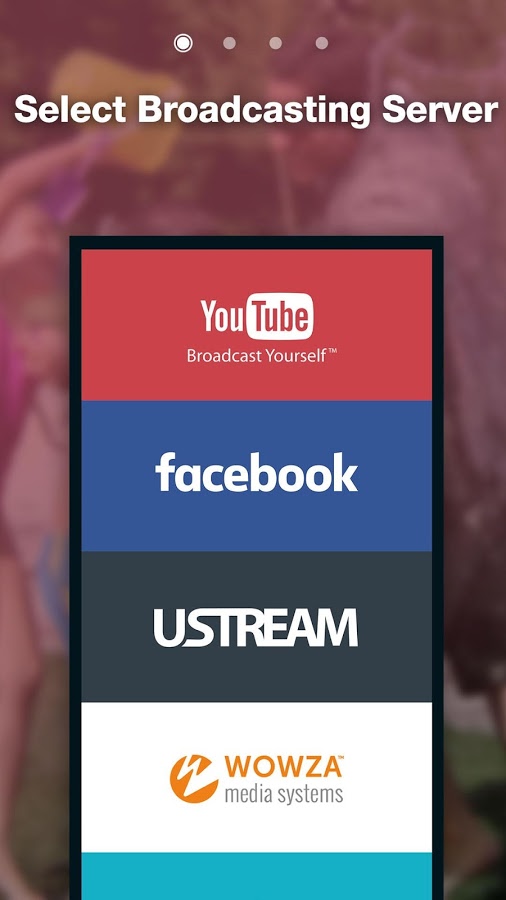 Select Broadcasting Server
YouTube
Broadcast Yourself™
facebook
USTREAM
WOWZA™
media systems